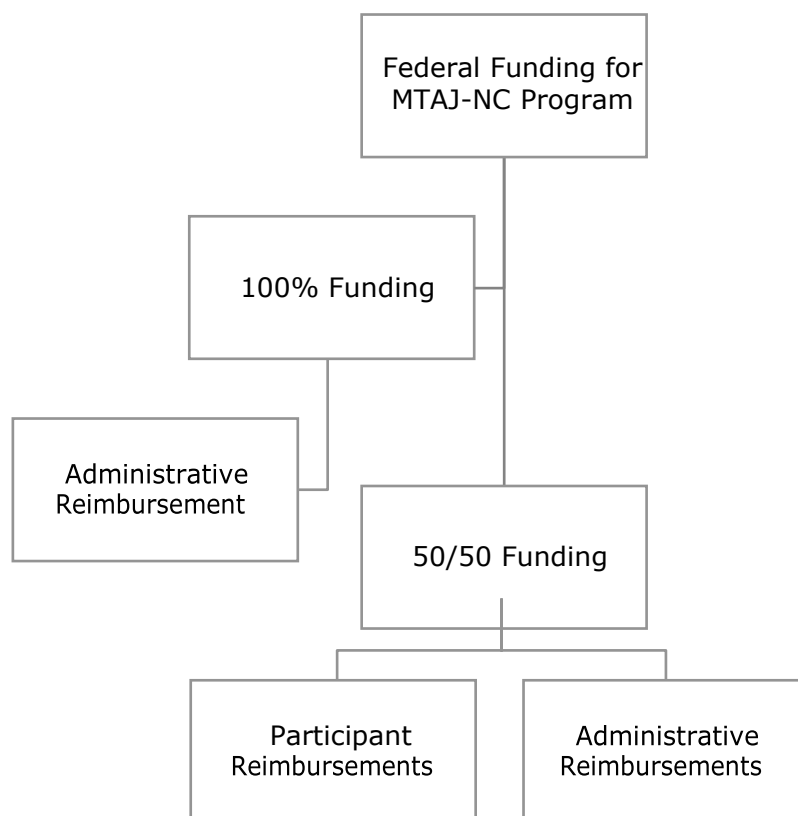 Federal Funding for
MTAJ-NC Program
100% Funding
Administrative
Reimbursement
50/50 Funding
Participant
Reimbursements
Administrative
Reimbursements